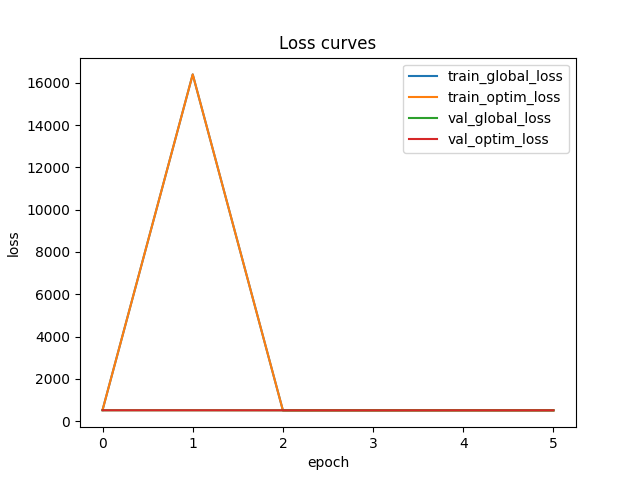 Loss curves
train_global_loss
train_optim_loss
val_global_loss
val_optim_loss
16000
14000
12000
10000
8000
6000
4000
2000
0
loss
0 1 2 3 4 5
epoch